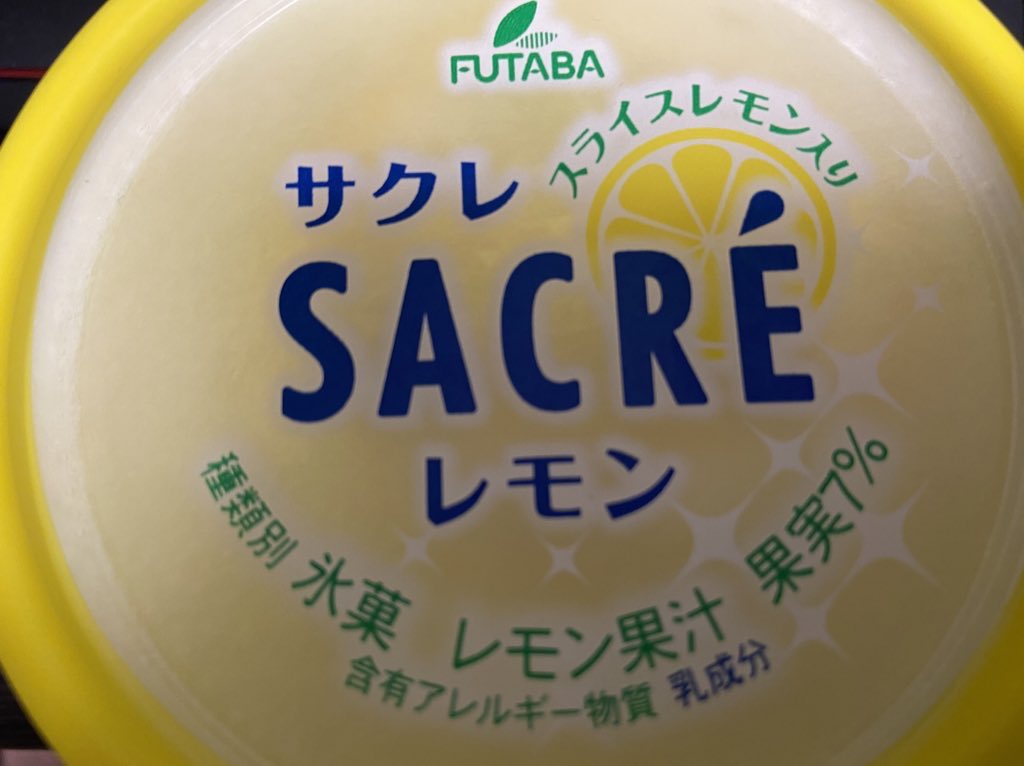 FUTABA
スライスレモン入り
サクレ
SACRÉ
レモン
種類別 氷菓 レモン果汁 果実7%
含有アレルギー物質 乳成分